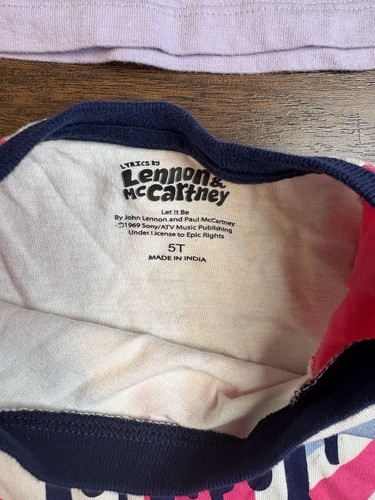 LYRICS BY
Lennon &
McCartney
Let It Be
By John Lennon and Paul McCartney
©1969 Sony/ATV Music Publishing
Under License to Epic Rights
5T
MADE IN INDIA